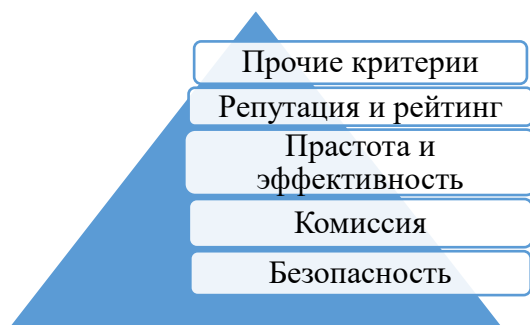 Прочие критерии
Репутация и рейтинг
Прастота и
эффективность
Комиссия
Безопасность